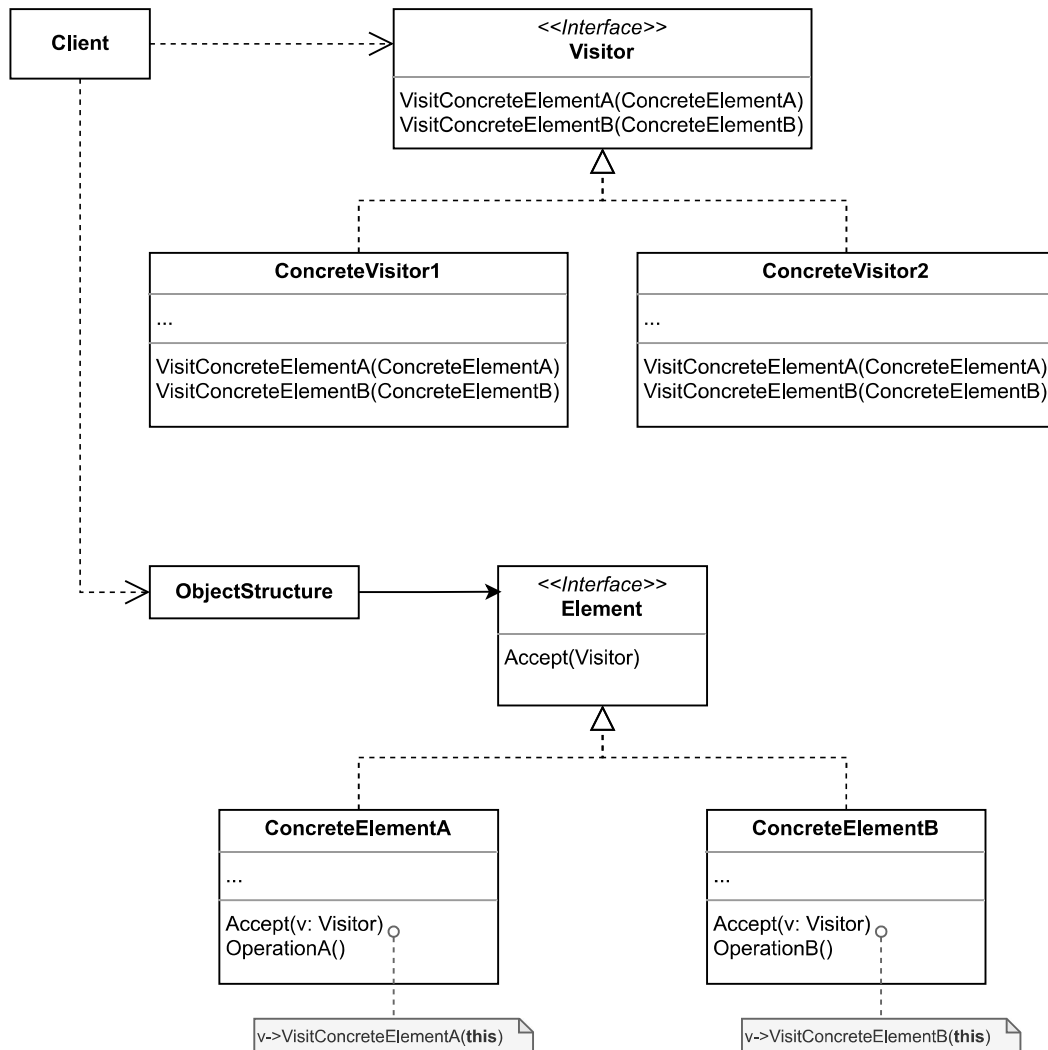 Client
<<Interface>>
Visitor
VisitConcreteElementA(ConcreteElementA)
VisitConcreteElementB(ConcreteElementB)
ConcreteVisitor1
...
VisitConcreteElementA(ConcreteElementA)
VisitConcreteElementB(ConcreteElementB)
ConcreteVisitor2
...
VisitConcreteElementA(ConcreteElementA)
VisitConcreteElementB(ConcreteElementB)
ObjectStructure
<<Interface>>
Element
Accept(Visitor)
ConcreteElementA
...
Accept(v: Visitor)
OperationA()
v->VisitConcreteElementA(this)
ConcreteElementB
...
Accept(v: Visitor)
OperationB()
v->VisitConcreteElementB(this)